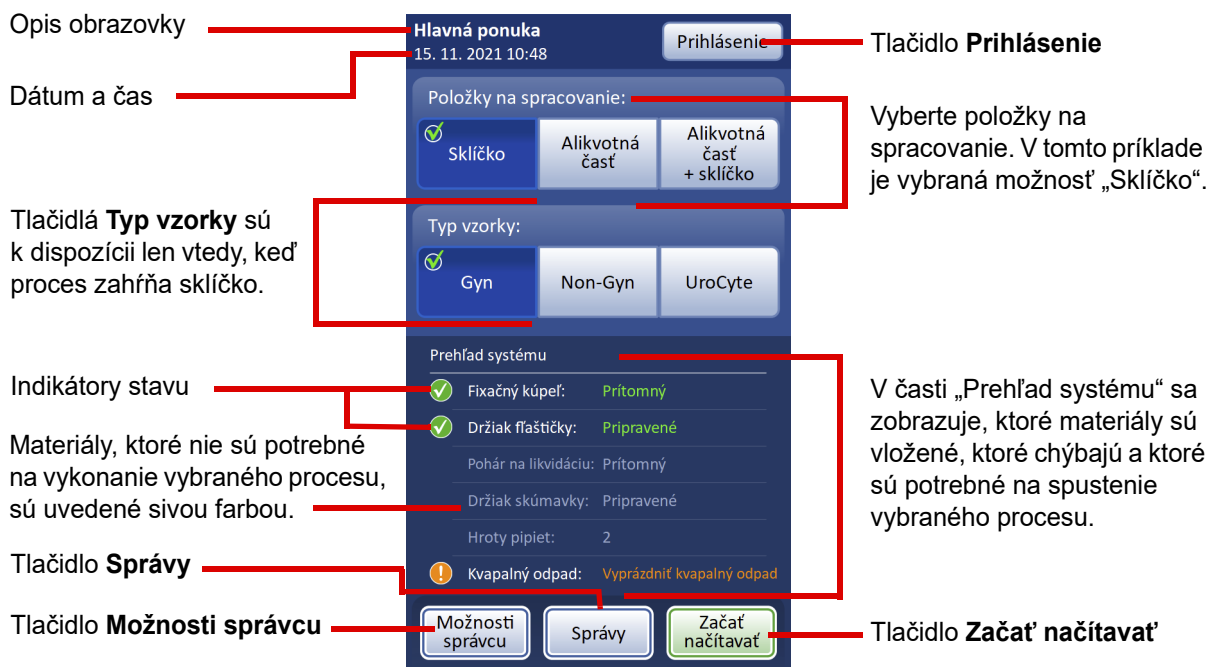 Opis obrazovky
Dátum a čas
Tlačidlá Typ vzorky sú
k dispozícii len vtedy, keď
proces zahŕňa sklíčko.
Indikátory stavu
Materiály, ktoré nie sú potrebné
na vykonanie vybraného procesu,
sú uvedené sivou farbou.
Tlačidlo Správy
Tlačidlo Možnosti správcu
Hlavná ponuka
15. 11. 2021 10:48
Prihlásenie
Položky na spracovanie:
Sklíčko
Alikvotná
časť
Alikvotná
časť
+ sklíčko
Typ vzorky:
Gyn
Non-Gyn
UroCyte
Prehľad systému
Fixačný kúpeľ: Prítomný
Držiak fľaštičky: Pripravené
Pohár na likvidáciu: Prítomný
Držiak skúmavky: Pripravené
Hroty pipiet: 2
Kvapalný odpad: Vyprázdniť kvapalný odpad
Možnosti
správcu
Správy
Začať
načítavať
Tlačidlo Prihlásenie
Vyberte položky na
spracovanie. V tomto príklade
je vybraná možnosť „Sklíčko“.
V časti „Prehľad systému“ sa
zobrazuje, ktoré materiály sú
vložené, ktoré chýbajú a ktoré
sú potrebné na spustenie
vybraného procesu.
Tlačidlo Začať načítavať